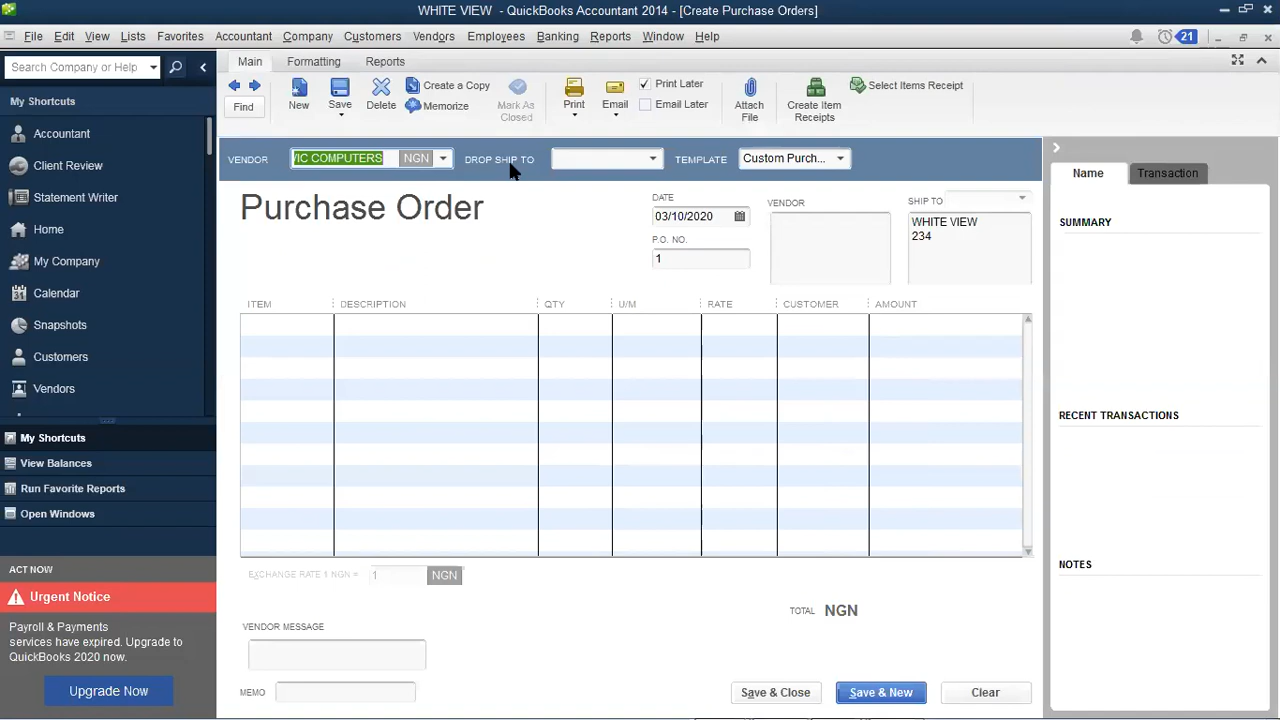 WHITE VIEW - QuickBooks Accountant 2014 - [Create Purchase Orders]
File Edit View Lists Favorites Accountant Company Customers Vendors Employees Banking Reports Window Help 21
Search Company or Help
Main Formatting Reports
My Shortcuts
Accountant
Client Review
Statement Writer
Home
My Company
Calendar
Snapshots
Customers
Vendors
My Shortcuts
View Balances
Run Favorite Reports
Open Windows
ACT NOW
Urgent Notice
Payroll & Payments
services have expired. Upgrade to
QuickBooks 2020 now.
Upgrade Now
Find
New
Save
Delete
Create a Copy
Memorize
Mark As
Closed
Print
Email
Print Later
Email Later
Attach
File
Create Item
Receipts
Select Items Receipt
VENDOR VIC COMPUTERS NGN DROP SHIP TO TEMPLATE Custom Purch...
Purchase Order
DATE
03/10/2020
P.O. NO.
1
VENDOR
SHIP TO
WHITE VIEW
234
ITEM DESCRIPTION QTY U/M RATE CUSTOMER AMOUNT
EXCHANGE RATE 1 NGN = 1 NGN
TOTAL NGN
VENDOR MESSAGE
MEMO
Save & Close Save & New Clear
Name Transaction
SUMMARY
RECENT TRANSACTIONS
NOTES